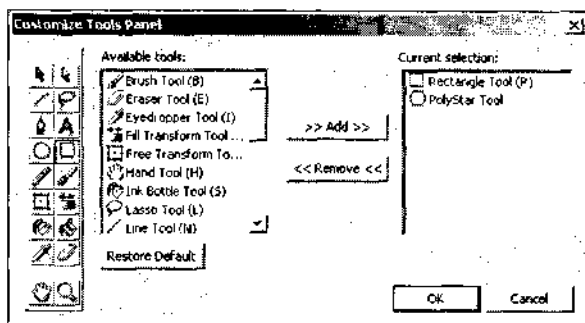 Customize Tools Panel
Available tools:
Brush Tool (B)
Eraser Tool (E)
Eyedropper Tool (I)
Fill Transform Tool ...
Free Transform To...
Hand Tool (H)
Ink Bottle Tool (S)
Lasso Tool (L)
Line Tool (N)
Restore Default
>> Add >>
<< Remove <<
Current selection:
Rectangle Tool (R)
PolyStar Tool
OK
Cancel